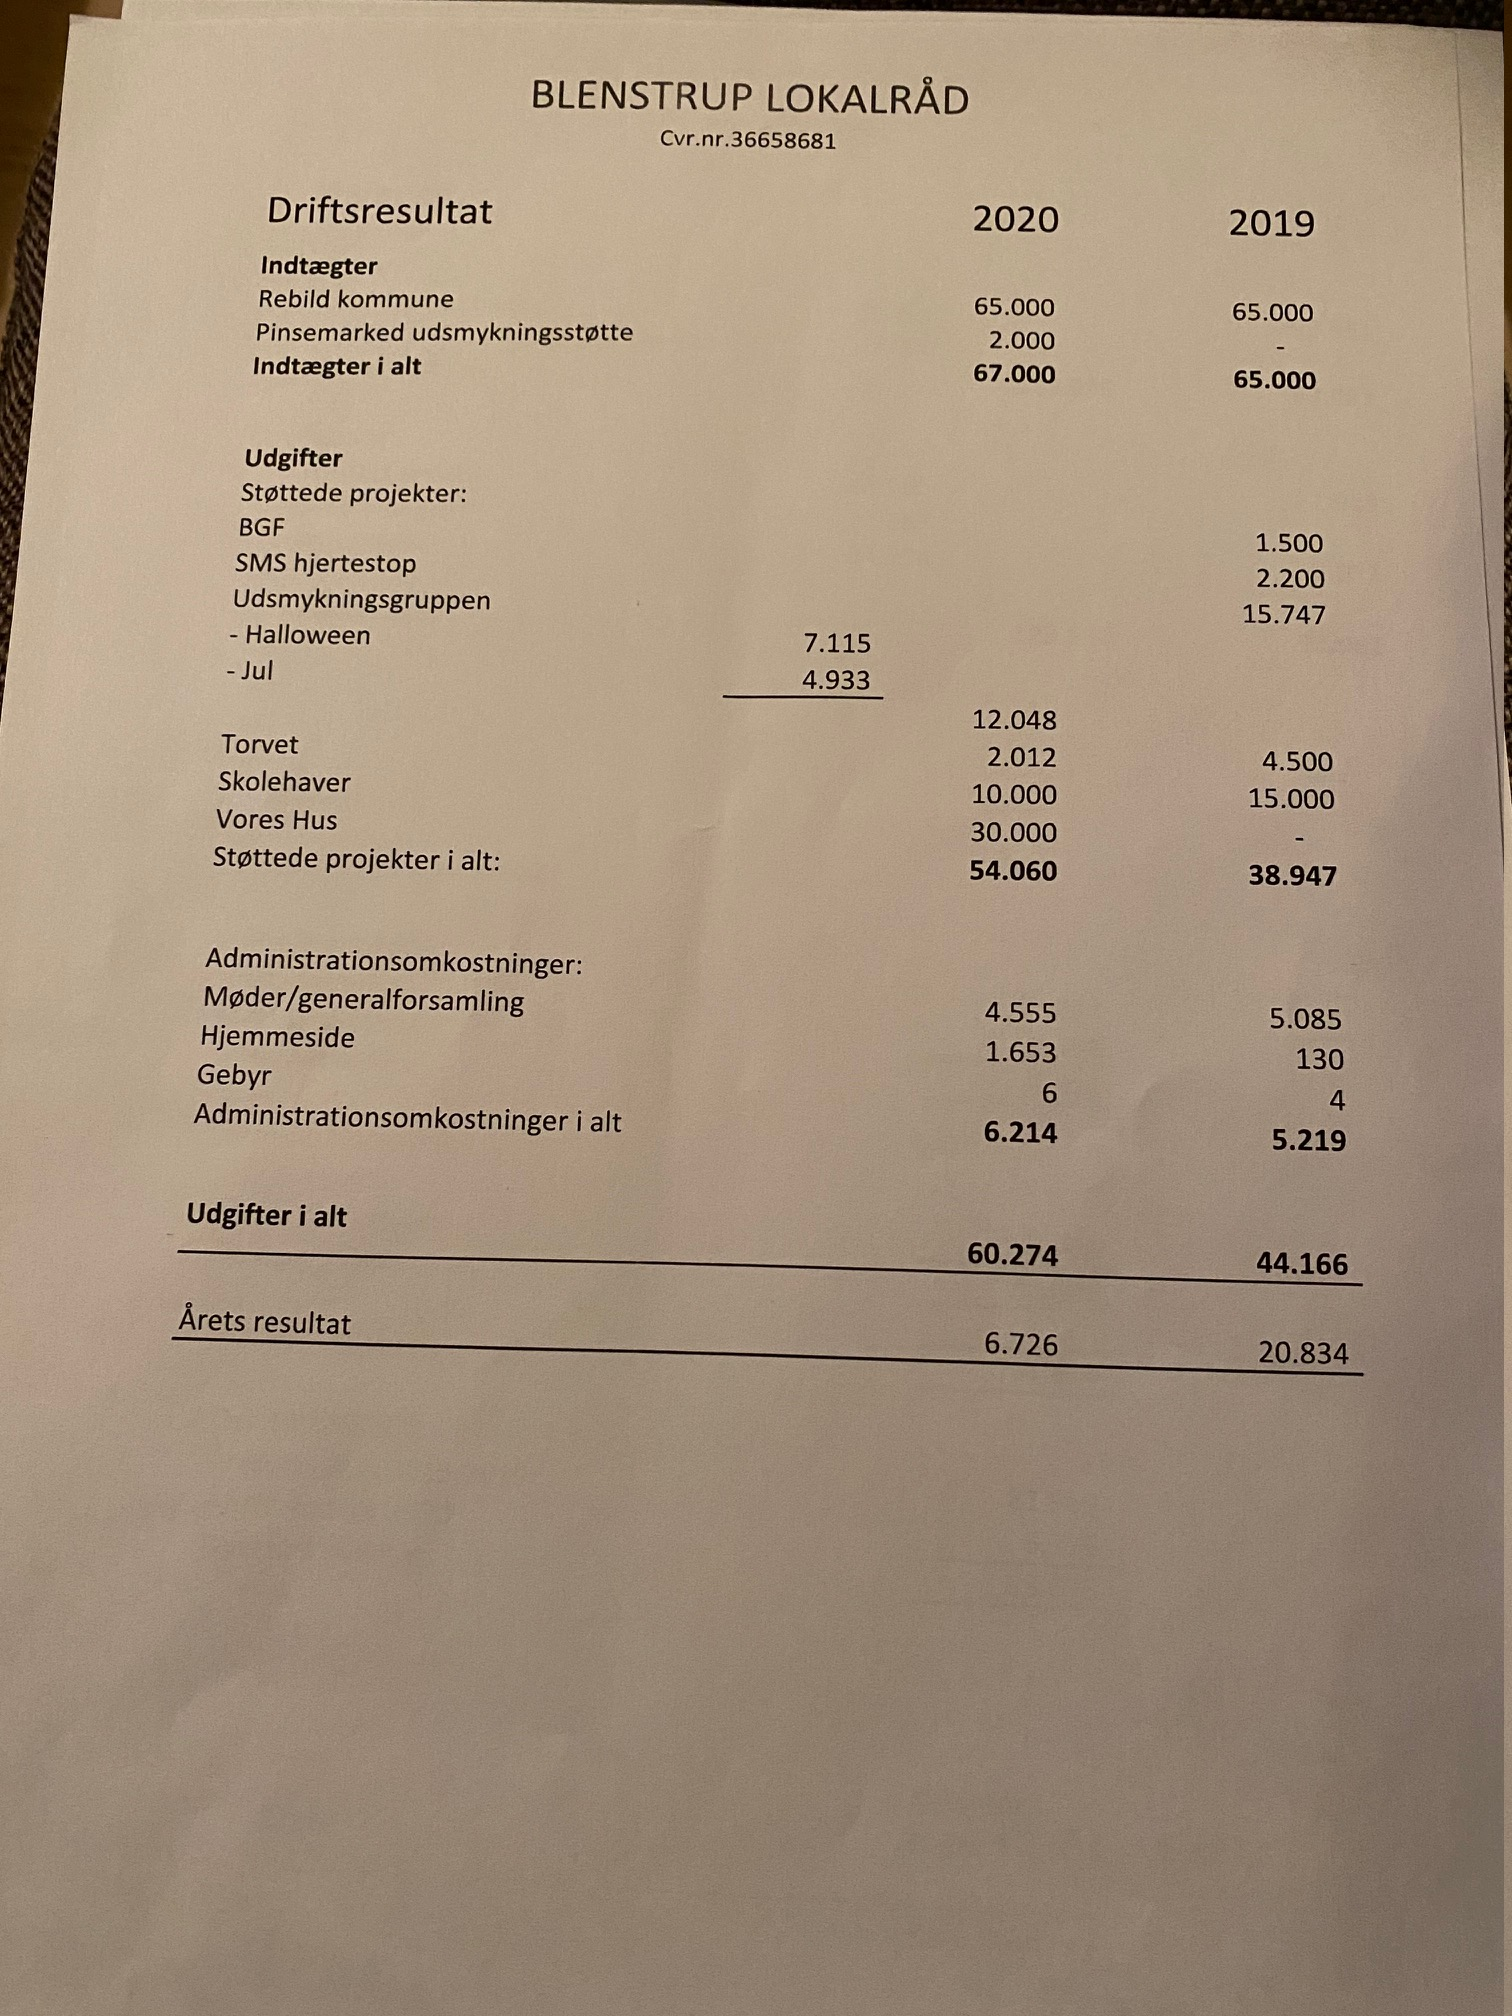 BLENSTRUP LOKALRÅD
Cvr.nr.36658681
Driftsresultat 2020 2019
Indtægter
Rebild kommune 65.000 65.000
Pinsemarked udsmykningsstøtte 2.000 -
Indtægter i alt 67.000 65.000
Udgifter
Støttede projekter:
BGF 1.500
SMS hjertestop 2.200
Udsmykningsgruppen 15.747
- Halloween 7.115
- Jul 4.933
12.048
Torvet 2.012 4.500
Skolehaver 10.000 15.000
Vores Hus 30.000 -
Støttede projekter i alt: 54.060 38.947
Administrationsomkostninger:
Møder/generalforsamling 4.555 5.085
Hjemmeside 1.653 130
Gebyr 6 4
Administrationsomkostninger i alt 6.214 5.219
Udgifter i alt 60.274 44.166
Årets resultat 6.726 20.834